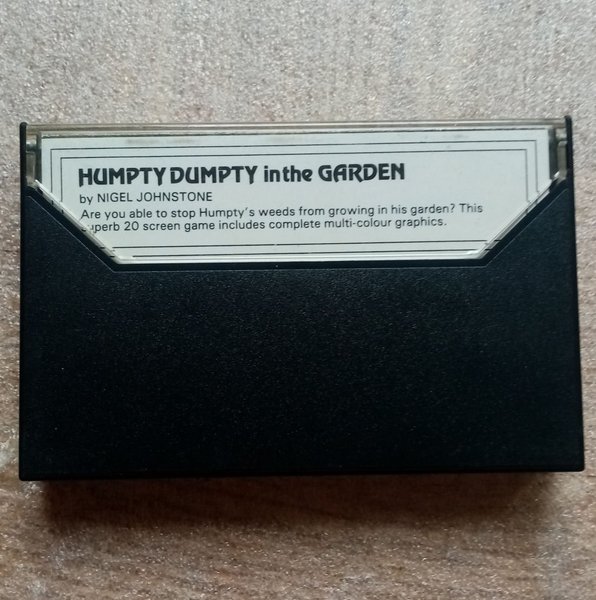 HUMPTY DUMPTY in the GARDEN
by NIGEL JOHNSTONE
Are you able to stop Humpty's weeds from growing in his garden? This
superb 20 screen game includes complete multi-colour graphics.